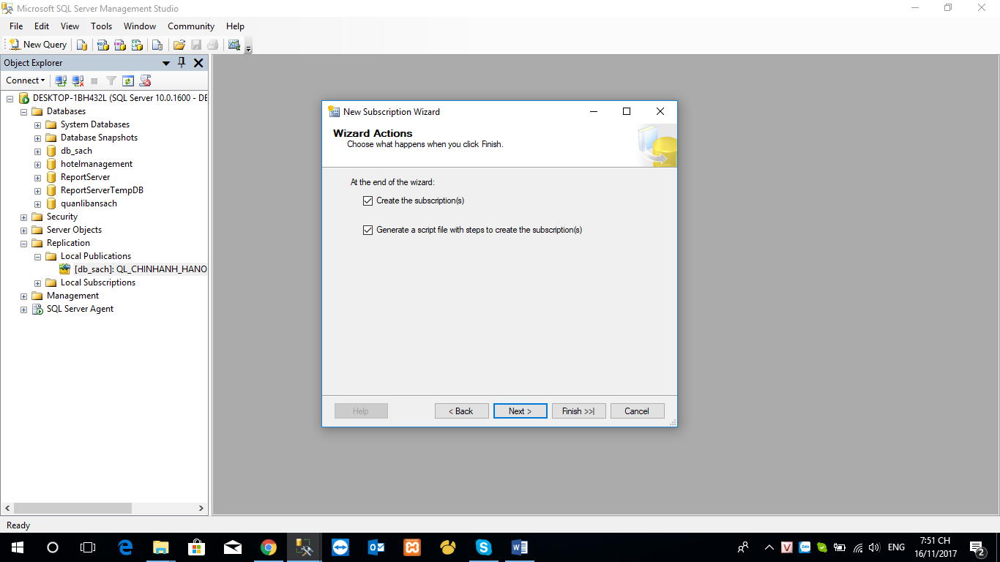 Microsoft SQL Server Management Studio
File Edit View Tools Window Community Help
New Query
Object Explorer
Connect
DESKTOP-1BH432L (SQL Server 10.0.1600 - DE
Databases
System Databases
Database Snapshots
db_sach
hotelmanagement
ReportServer
ReportServerTempDB
quanlibansach
Security
Server Objects
Replication
Local Publications
[db_sach]: QL_CHINHANH_HANO
Local Subscriptions
Management
SQL Server Agent
New Subscription Wizard
Wizard Actions
Choose what happens when you click Finish.
At the end of the wizard:
Create the subscription(s)
Generate a script file with steps to create the subscription(s)
Help < Back Next > Finish >>| Cancel
Ready
ENG
7:51 CH
16/11/2017
2